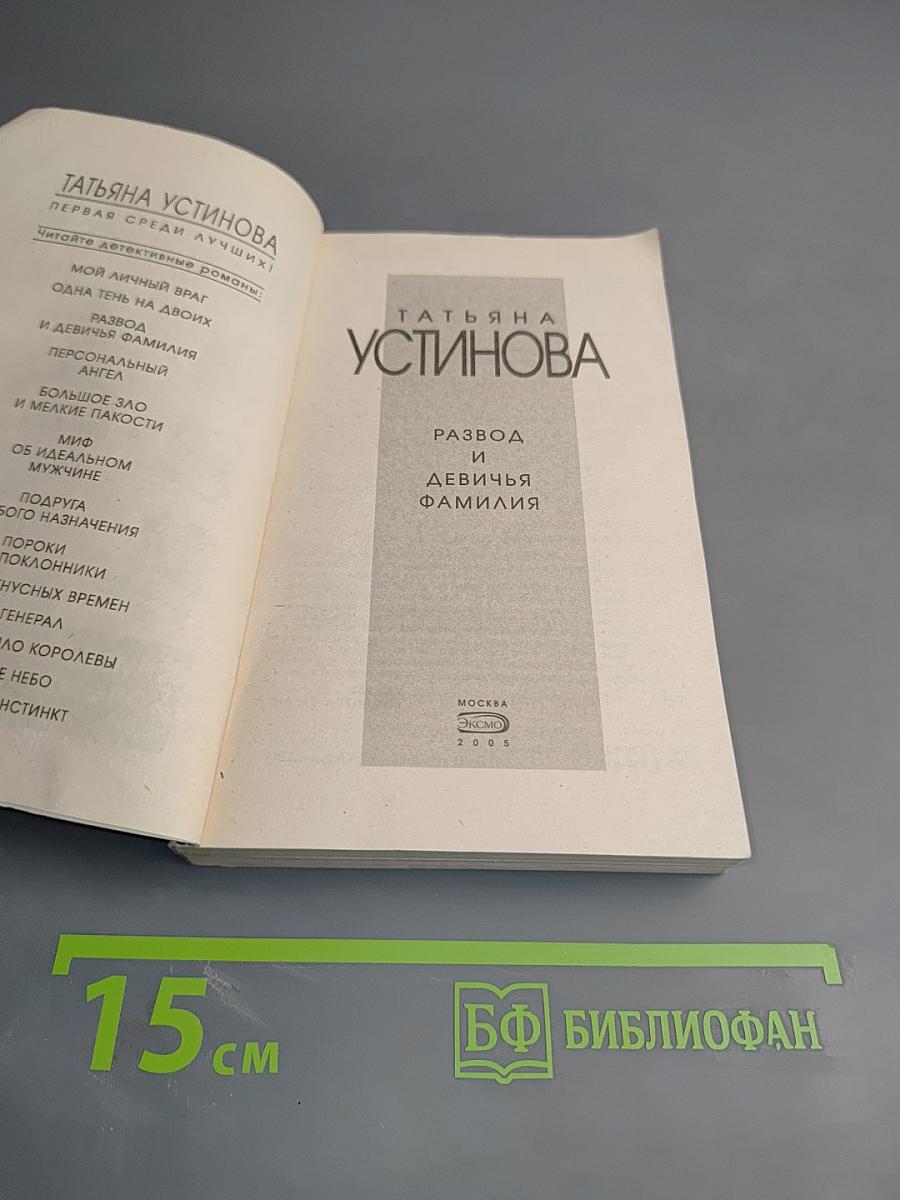 ТАТЬЯНА УСТИНОВА
ПЕРВАЯ СРЕДИ ЛУЧШИХ!
Читайте детективные романы:
МОЙ ЛИЧНЫЙ ВРАГ
ОДНА ТЕНЬ НА ДВОИХ
РАЗВОД
И ДЕВИЧЬЯ ФАМИЛИЯ
ПЕРСОНАЛЬНЫЙ
АНГЕЛ
БОЛЬШОЕ ЗЛО
И МЕЛКИЕ ПАКОСТИ
МИФ
ОБ ИДЕАЛЬНОМ
МУЖЧИНЕ
ПОДРУГА
НАЗНАЧЕНИЯ
ПОРОКИ
ПОКЛОННИКИ
ВРЕМЕН
ГЕНЕРАЛ
КОРОЛЕВЫ
НЕБО
ТАТЬЯНА
УСТИНОВА
РАЗВОД
И
ДЕВИЧЬЯ
ФАМИЛИЯ
МОСКВА
ЭКСМО
2005
15 см
БФ БИБЛИОФАН